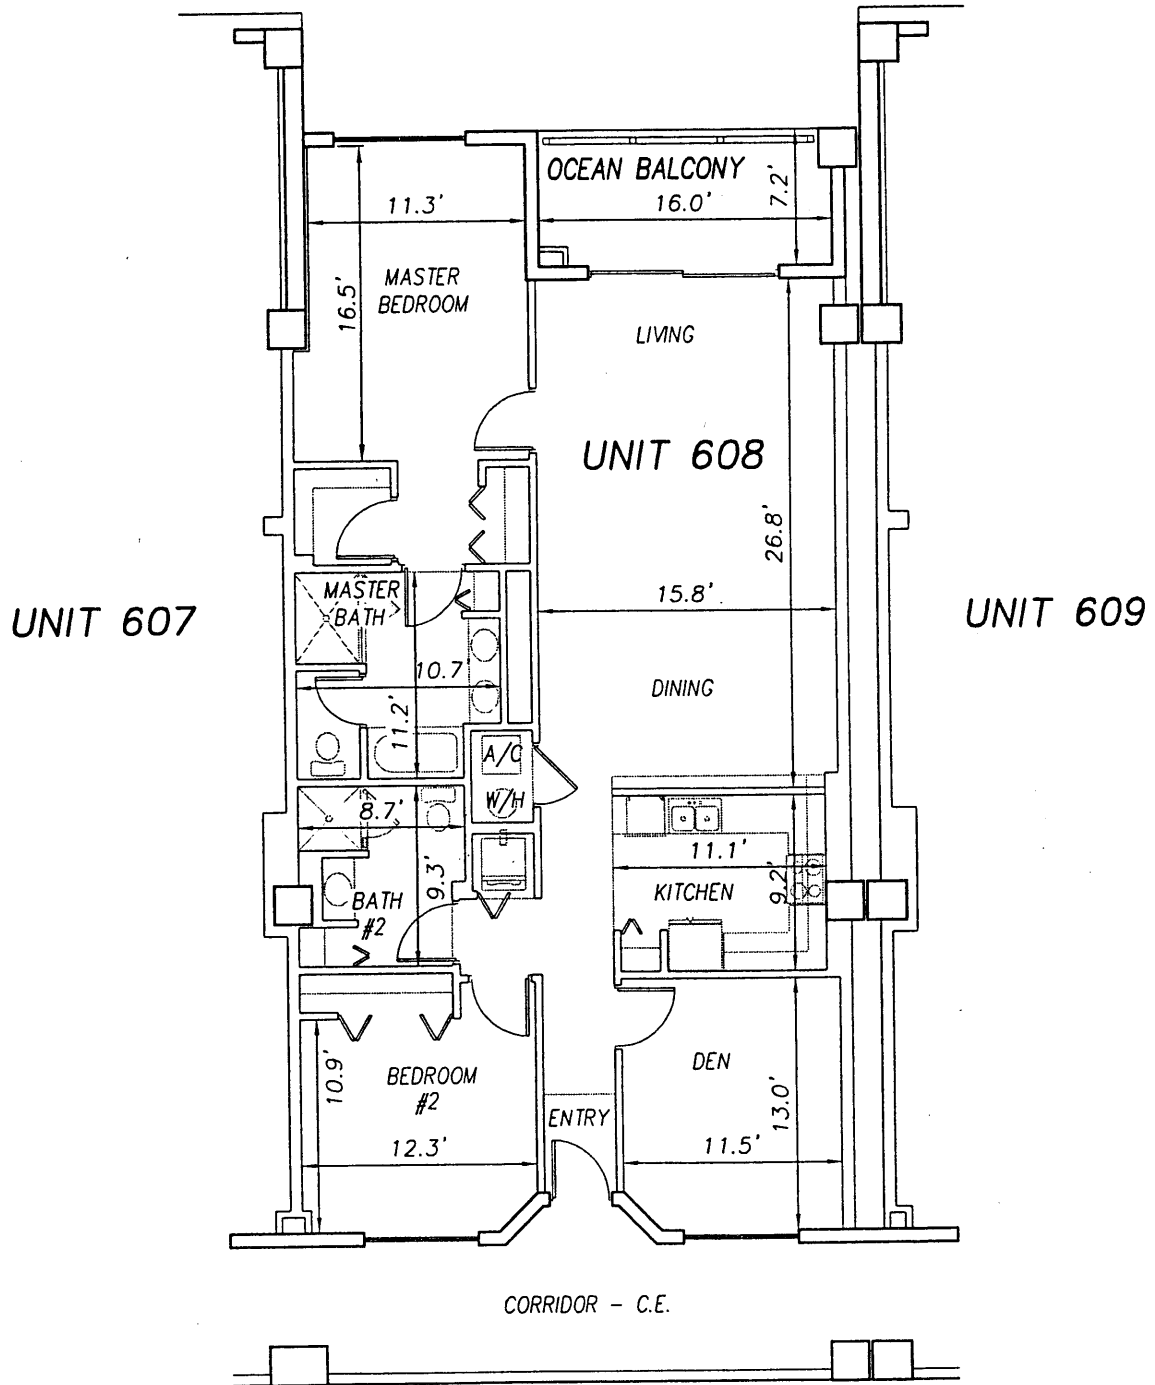 OCEAN BALCONY
16.0'
7.2'
11.3'
16.5'
MASTER
BEDROOM
LIVING
UNIT 608
26.8'
15.8'
UNIT 607
UNIT 609
MASTER
BATH
10.7'
11.2'
DINING
A/C
W/H
8.7'
9.3'
BATH
#2
11.1'
9.2'
KITCHEN
10.9'
BEDROOM
#2
12.3'
ENTRY
DEN
13.0'
11.5'
CORRIDOR - C.E.